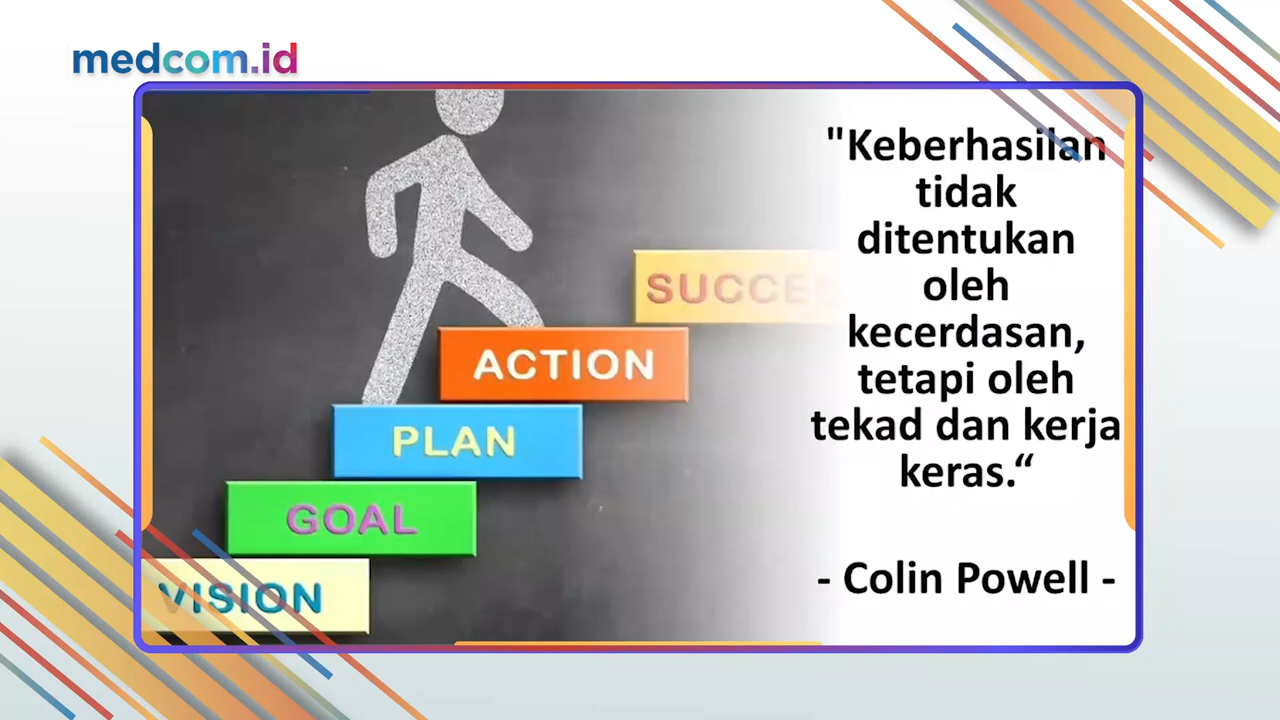 medcom.id
"Keberhasilan
tidak
ditentukan
oleh
kecerdasan,
tetapi oleh
tekad dan kerja
keras.“
- Colin Powell -
SUCCE
ACTION
PLAN
GOAL
VISION